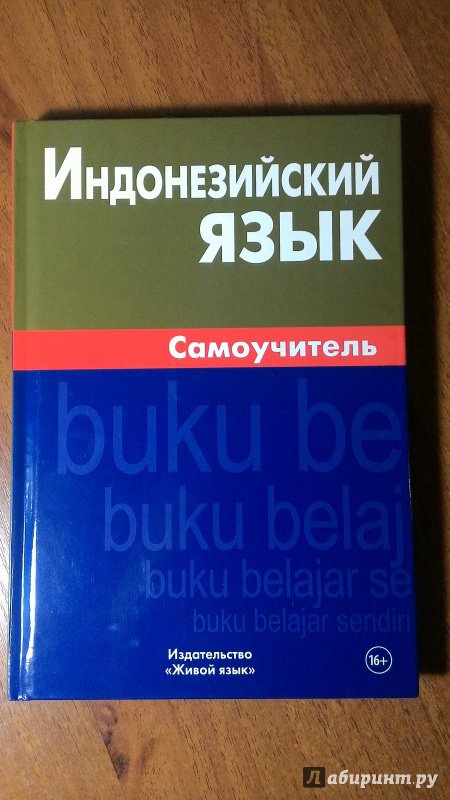 Индонезийский
язык
Самоучитель
buku be
buku belaj
buku belajar se
buku belajar sendiri
Издательство
«Живой язык»
16+
Лабиринт.ру